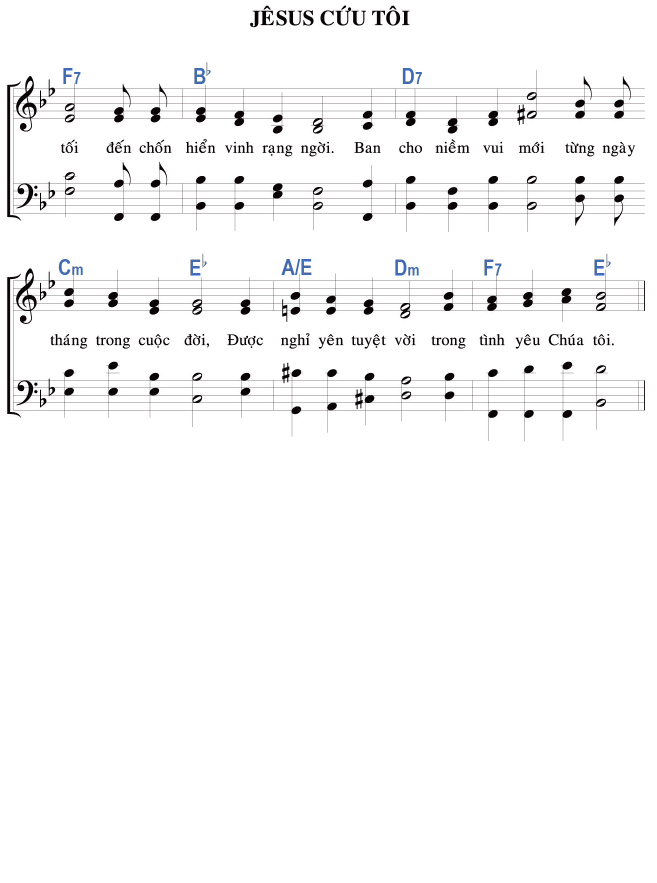 JÊSUS CỨU TÔI
F7 B♭ D7
tối đến chốn hiển vinh rạng ngời. Ban cho niềm vui mới từng ngày
Cm E♭ A/E Dm F7 E♭
tháng trong cuộc đời, Được nghỉ yên tuyệt vời trong tình yêu Chúa tôi.